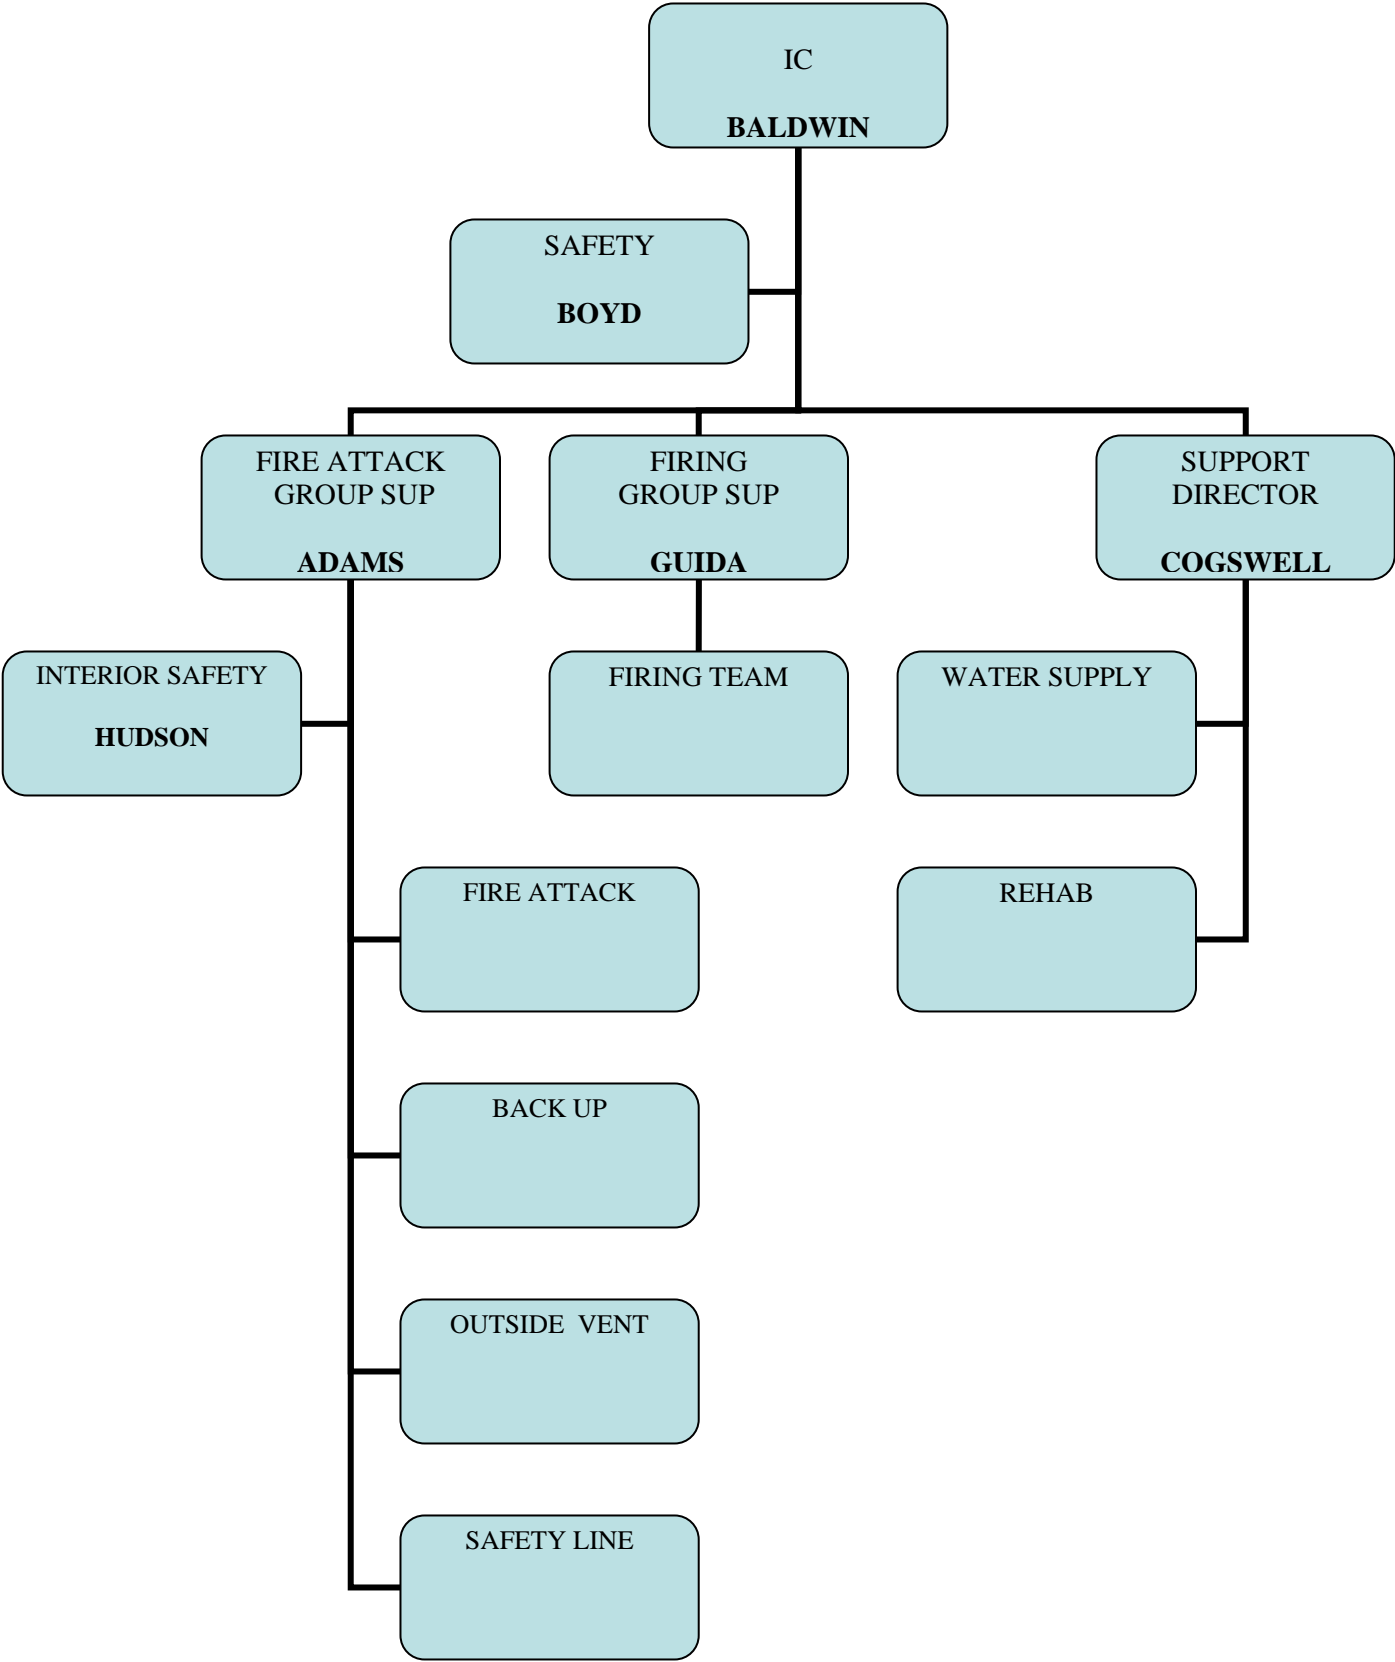 IC
BALDWIN
SAFETY
BOYD
FIRE ATTACK
GROUP SUP
ADAMS
FIRING
GROUP SUP
GUIDA
SUPPORT
DIRECTOR
COGSWELL
INTERIOR SAFETY
HUDSON
FIRING TEAM
WATER SUPPLY
FIRE ATTACK
REHAB
BACK UP
OUTSIDE  VENT
SAFETY LINE